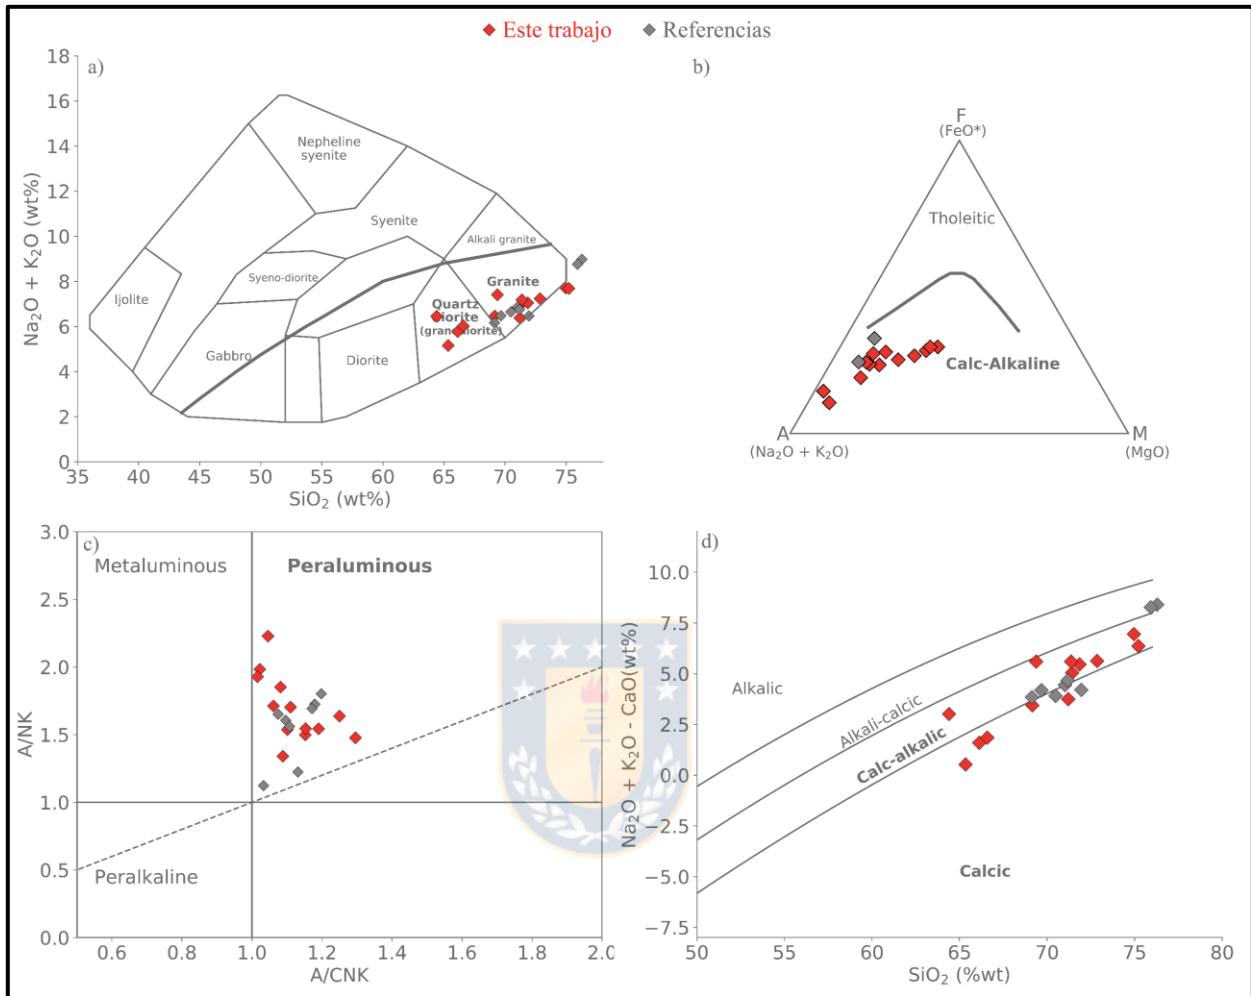 Este trabajo Referencias
a)
Na₂O + K₂O (wt%)
18
16
14
12
10
8
6
4
2
0
Nepheline
syenite
Syenite
Alkali granite
Syeno-diorite
Ijolite
Granite
Quartz
diorite
(granodiorite)
Gabbro
Diorite
35 40 45 50 55 60 65 70 75
SiO₂ (wt%)
b)
F
(FeO*)
Tholeitic
Calc-Alkaline
A
(Na₂O + K₂O)
M
(MgO)
c)
A/NK
3.0
2.5
2.0
1.5
1.0
0.5
0.0
Metaluminous
Peraluminous
Peralkaline
0.6 0.8 1.0 1.2 1.4 1.6 1.8 2.0
A/CNK
d)
Na₂O + K₂O - CaO(wt%)
10.0
7.5
5.0
2.5
0.0
−2.5
−5.0
−7.5
Alkalic
Alkali-calcic
Calc-alkalic
Calcic
50 55 60 65 70 75 80
SiO₂ (%wt)